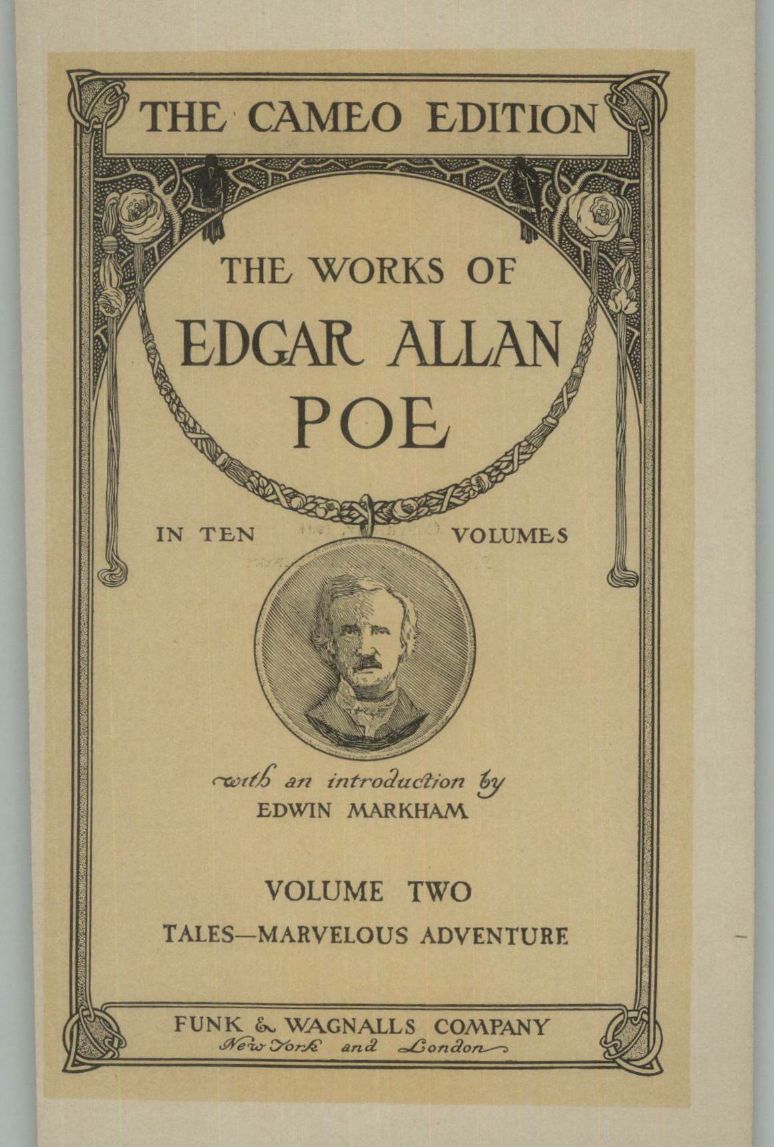 THE CAMEO EDITION
THE WORKS OF
EDGAR ALLAN
POE
IN TEN VOLUMES
with an introduction by
EDWIN MARKHAM
VOLUME TWO
TALES—MARVELOUS ADVENTURE
FUNK & WAGNALLS COMPANY
New York and London